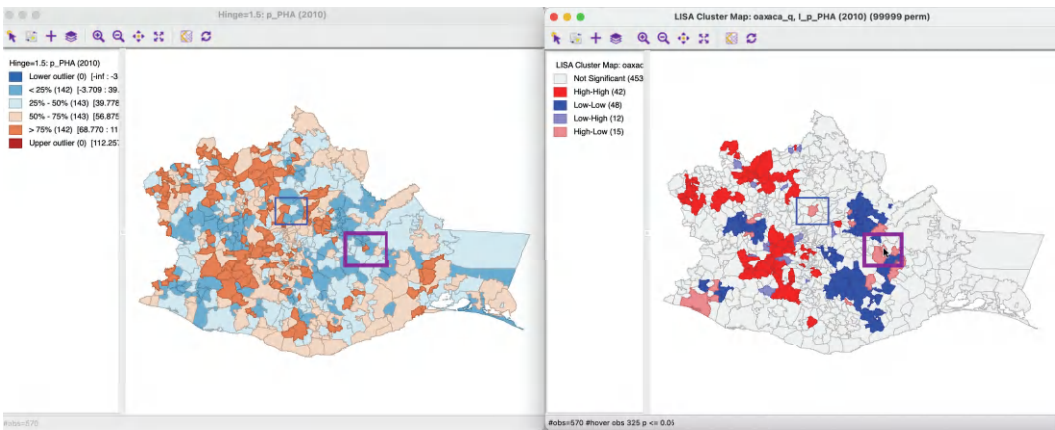 Hinge=1.5: p_PHA (2010)
Hinge=1.5: p_PHA (2010)
Lower outlier (0) [-inf : -3
< 25% (142) [-3.709 : 39.
25% - 50% (143) [39.778
50% - 75% (143) [56.875
> 75% (142) [68.770 : 11
Upper outlier (0) [112.257
#obs=570
LISA Cluster Map: oaxaca_q, I_p_PHA (2010) (99999 perm)
LISA Cluster Map: oaxac
Not Significant (453
High-High (42)
Low-Low (48)
Low-High (12)
High-Low (15)
#obs=570 #hover obs 325 p <= 0.05